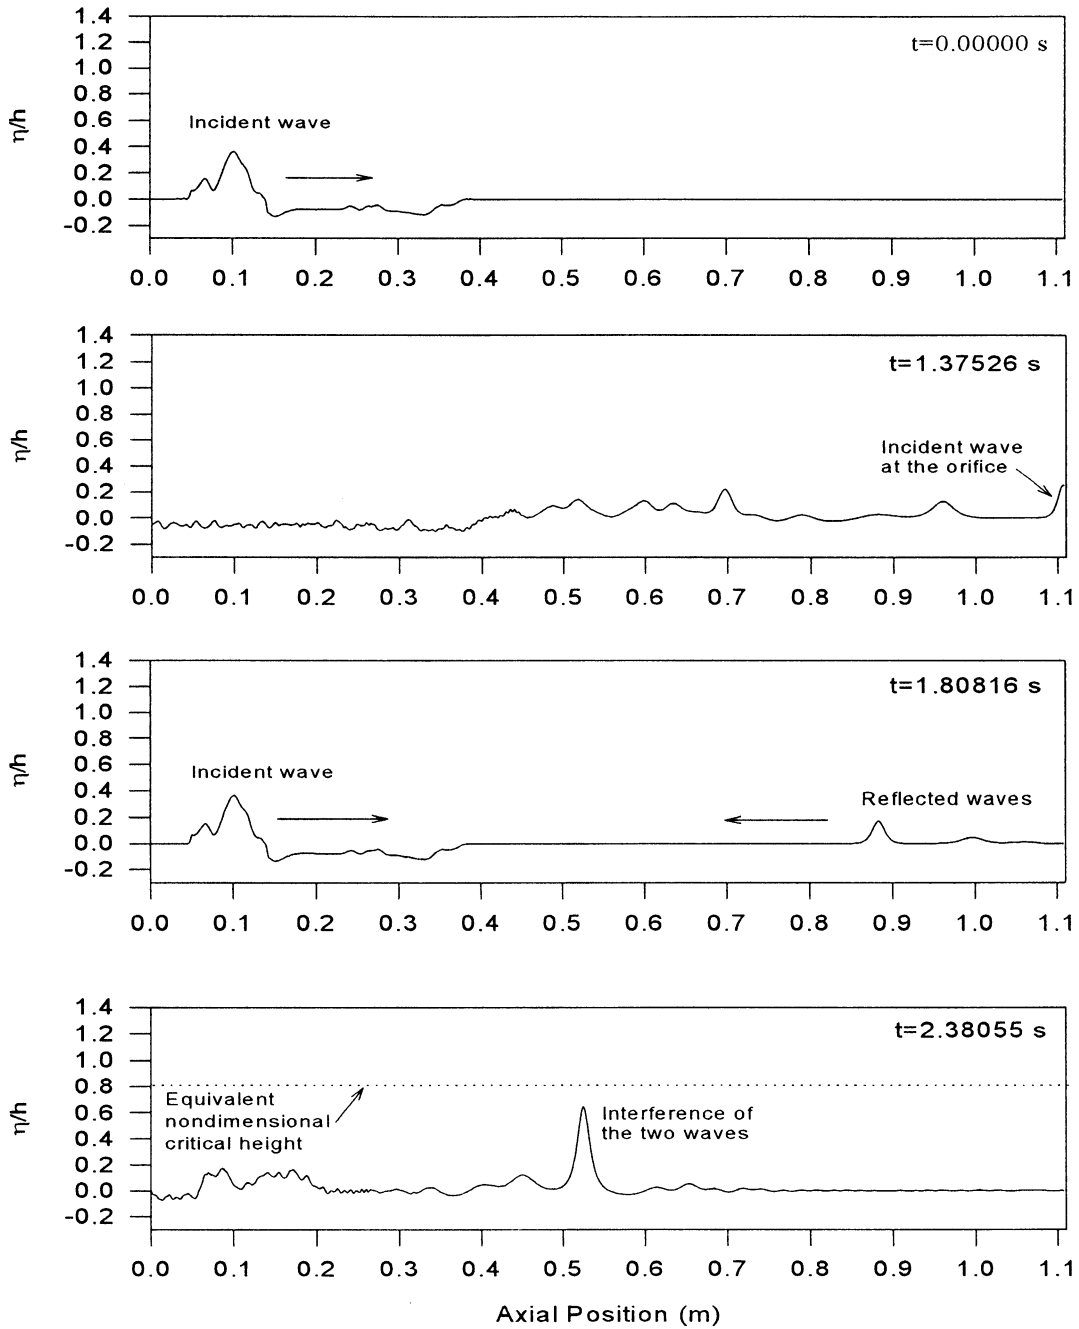 1.4
1.2
1.0
0.8
0.6
0.4
0.2
0.0
-0.2
η/h
t=0.00000 s
Incident wave
0.0 0.1 0.2 0.3 0.4 0.5 0.6 0.7 0.8 0.9 1.0 1.1
1.4
1.2
1.0
0.8
0.6
0.4
0.2
0.0
-0.2
η/h
t=1.37526 s
Incident wave
at the orifice
0.0 0.1 0.2 0.3 0.4 0.5 0.6 0.7 0.8 0.9 1.0 1.1
1.4
1.2
1.0
0.8
0.6
0.4
0.2
0.0
-0.2
η/h
t=1.80816 s
Incident wave
Reflected waves
0.0 0.1 0.2 0.3 0.4 0.5 0.6 0.7 0.8 0.9 1.0 1.1
1.4
1.2
1.0
0.8
0.6
0.4
0.2
0.0
-0.2
η/h
t=2.38055 s
Equivalent
nondimensional
critical height
Interference of
the two waves
0.0 0.1 0.2 0.3 0.4 0.5 0.6 0.7 0.8 0.9 1.0 1.1
Axial Position (m)